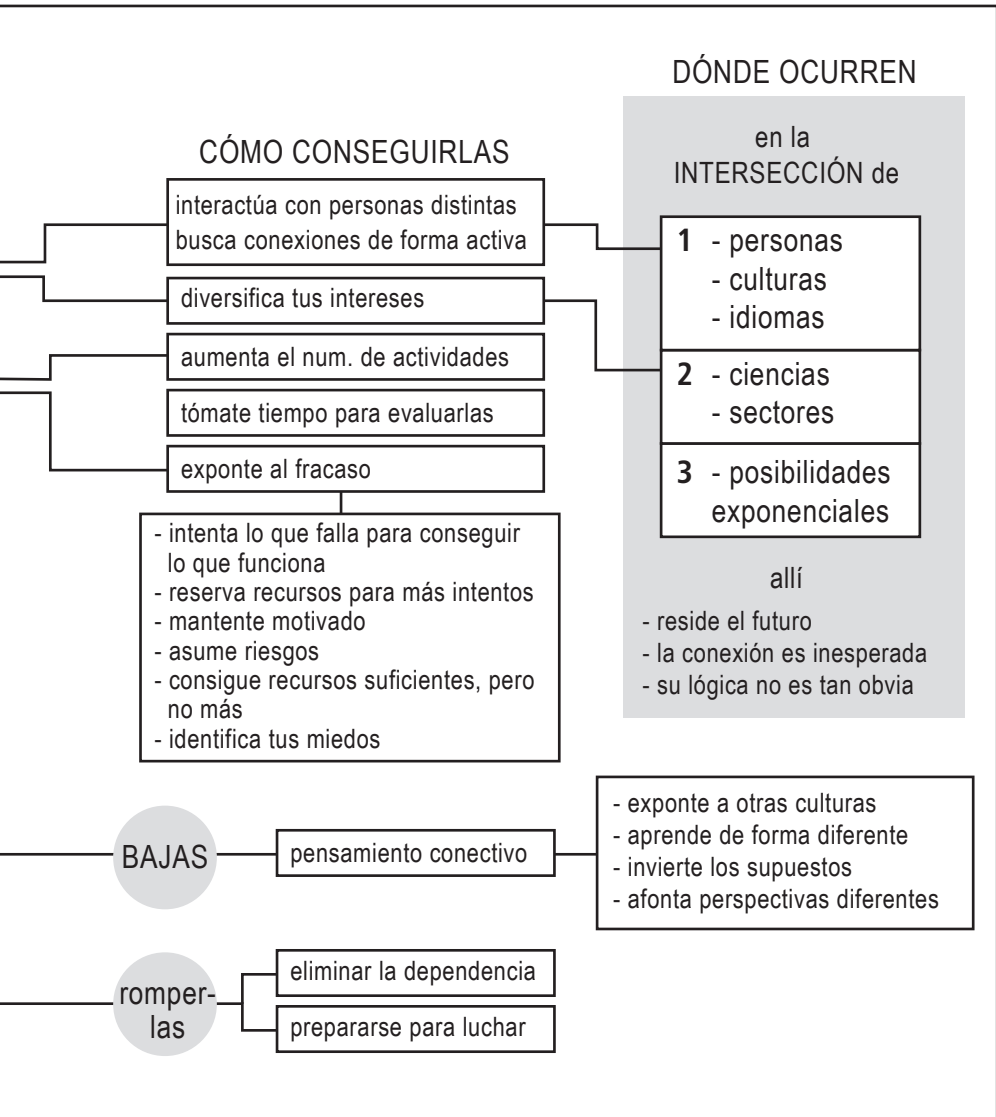 DÓNDE OCURREN
en la
INTERSECCIÓN de
1 - personas
- culturas
- idiomas
2 - ciencias
- sectores
3 - posibilidades
exponenciales
allí
- reside el futuro
- la conexión es inesperada
- su lógica no es tan obvia
CÓMO CONSEGUIRLAS
interactúa con personas distintas
busca conexiones de forma activa
diversifica tus intereses
aumenta el num. de actividades
tómate tiempo para evaluarlas
exponte al fracaso
- intenta lo que falla para conseguir
lo que funciona
- reserva recursos para más intentos
- mantente motivado
- asume riesgos
- consigue recursos suficientes, pero
no más
- identifica tus miedos
BAJAS
pensamiento conectivo
- exponte a otras culturas
- aprende de forma diferente
- invierte los supuestos
- afonta perspectivas diferentes
romper-
las
eliminar la dependencia
prepararse para luchar